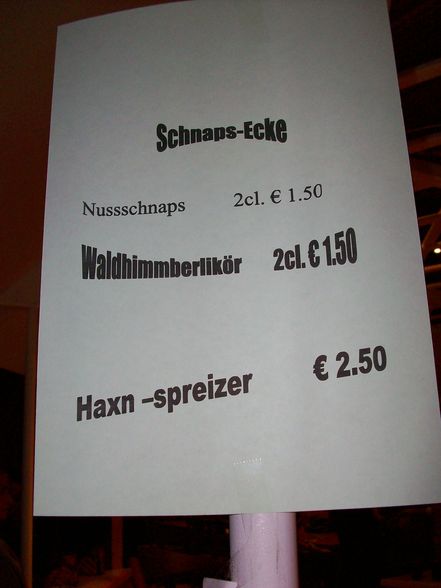 Schnaps-Ecke
Nussschnaps 2cl. € 1.50
Waldhimmberlikör 2cl. € 1.50
Haxn –spreizer € 2.50